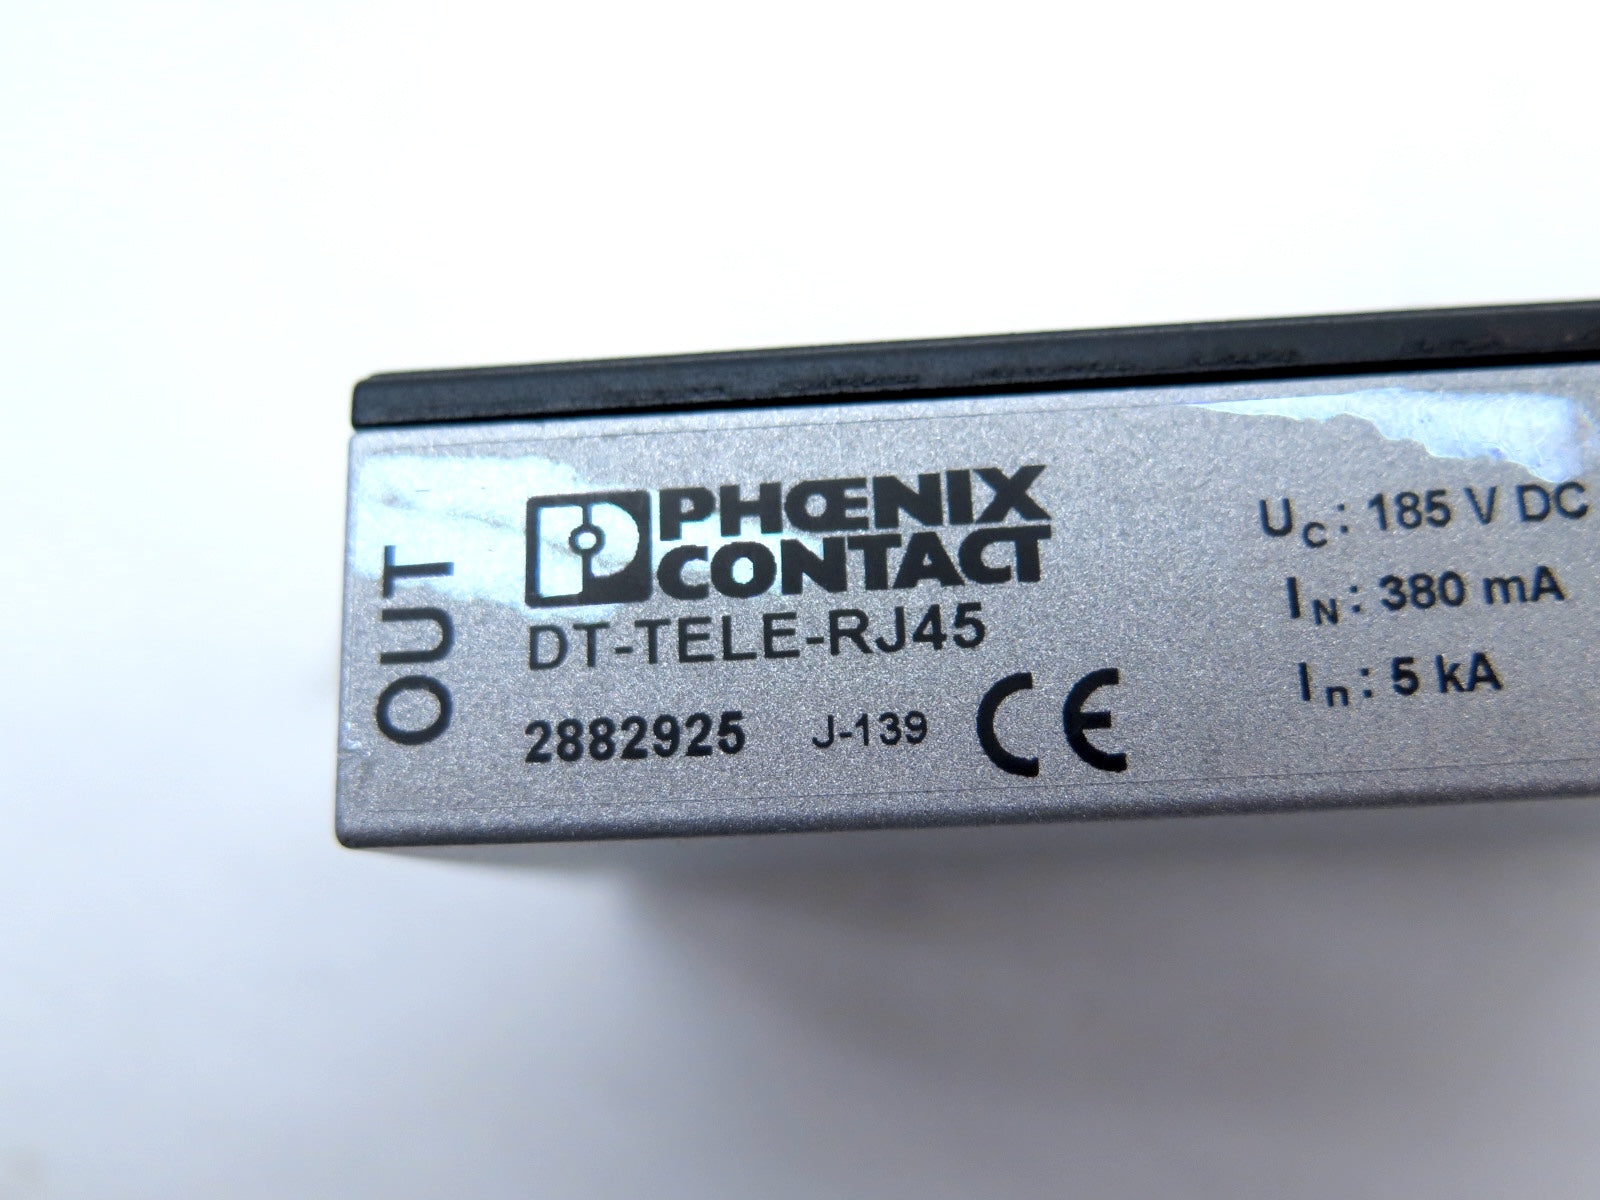 OUT
PHŒNIX
CONTACT
DT-TELE-RJ45
2882925 J-139 CE
UC: 185 V DC
IN: 380 mA
In: 5 kA